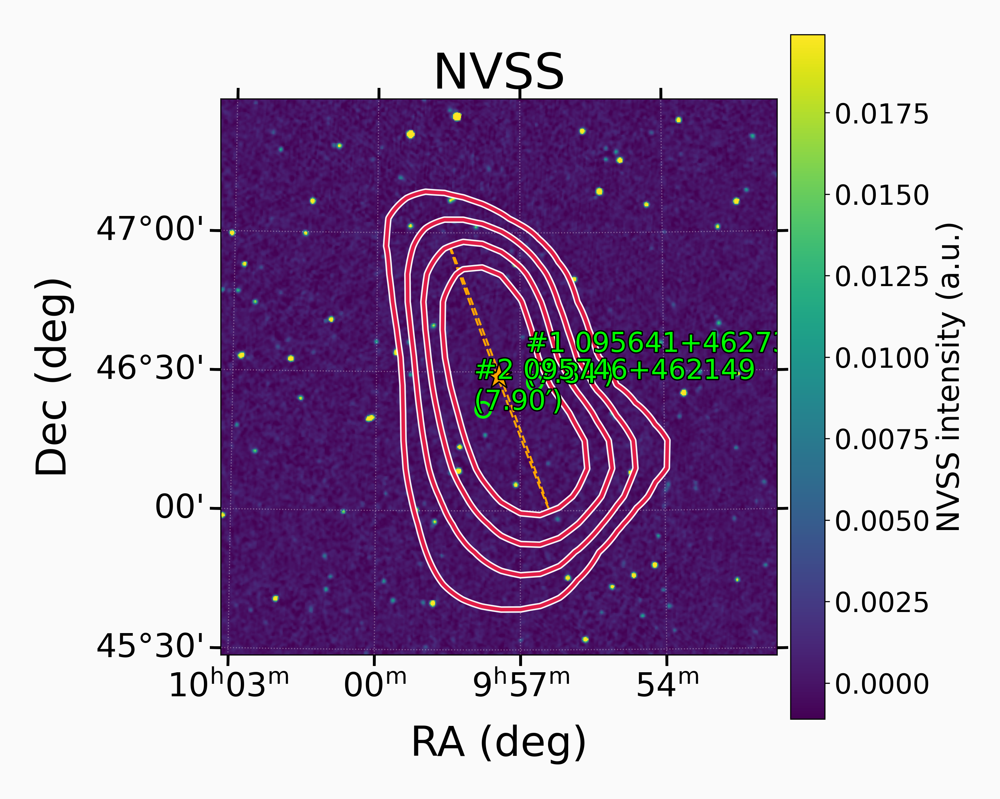 NVSS
0.0175
0.0150
0.0125
0.0100
0.0075
0.0050
0.0025
0.0000
NVSS intensity (a.u.)
Dec (deg)
47°00'
46°30'
00'
45°30'
#1 095641+46273
#2 095746+462149
(7.90′)
10ʰ03ᵐ
00ᵐ
9ʰ57ᵐ
54ᵐ
RA (deg)